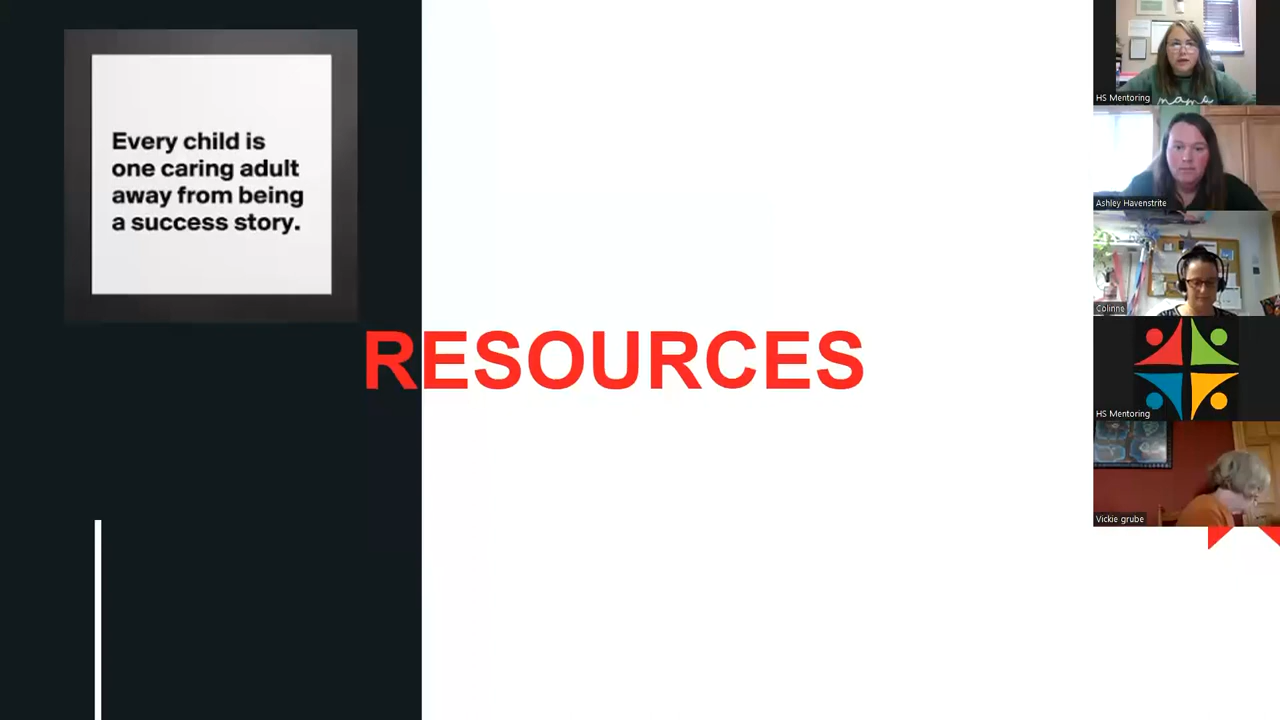 Every child is
one caring adult
away from being
a success story.
RESOURCES
HS Mentoring
mama
Ashley Havenstrite
Colinne
HS Mentoring
Vickie grube